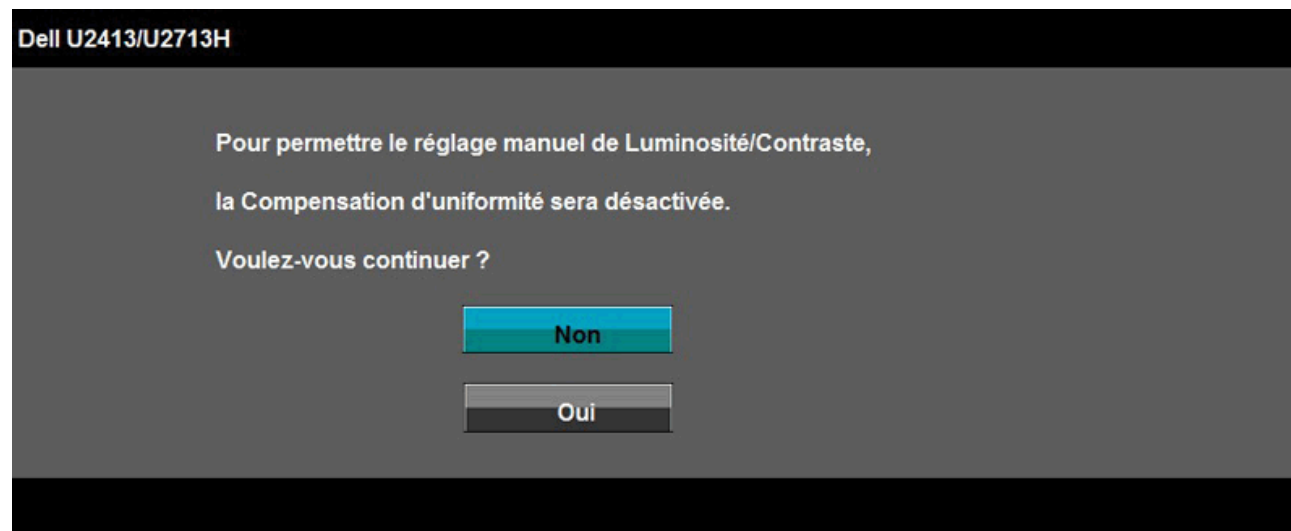 Dell U2413/U2713H
Pour permettre le réglage manuel de Luminosité/Contraste,
la Compensation d'uniformité sera désactivée.
Voulez-vous continuer ?
Non
Oui